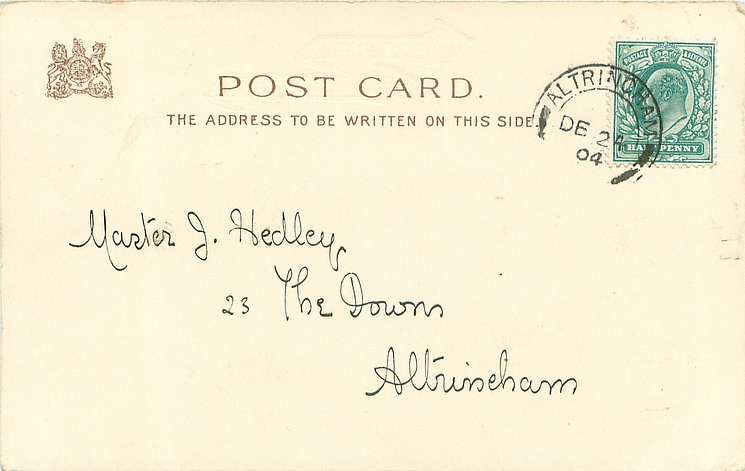 POST CARD.
THE ADDRESS TO BE WRITTEN ON THIS SIDE.
POSTAGE REVENUE
HALFPENNY
ALTRINCHAM
DE 24
04
Master J. Hedley
23 The Downs
Altrincham